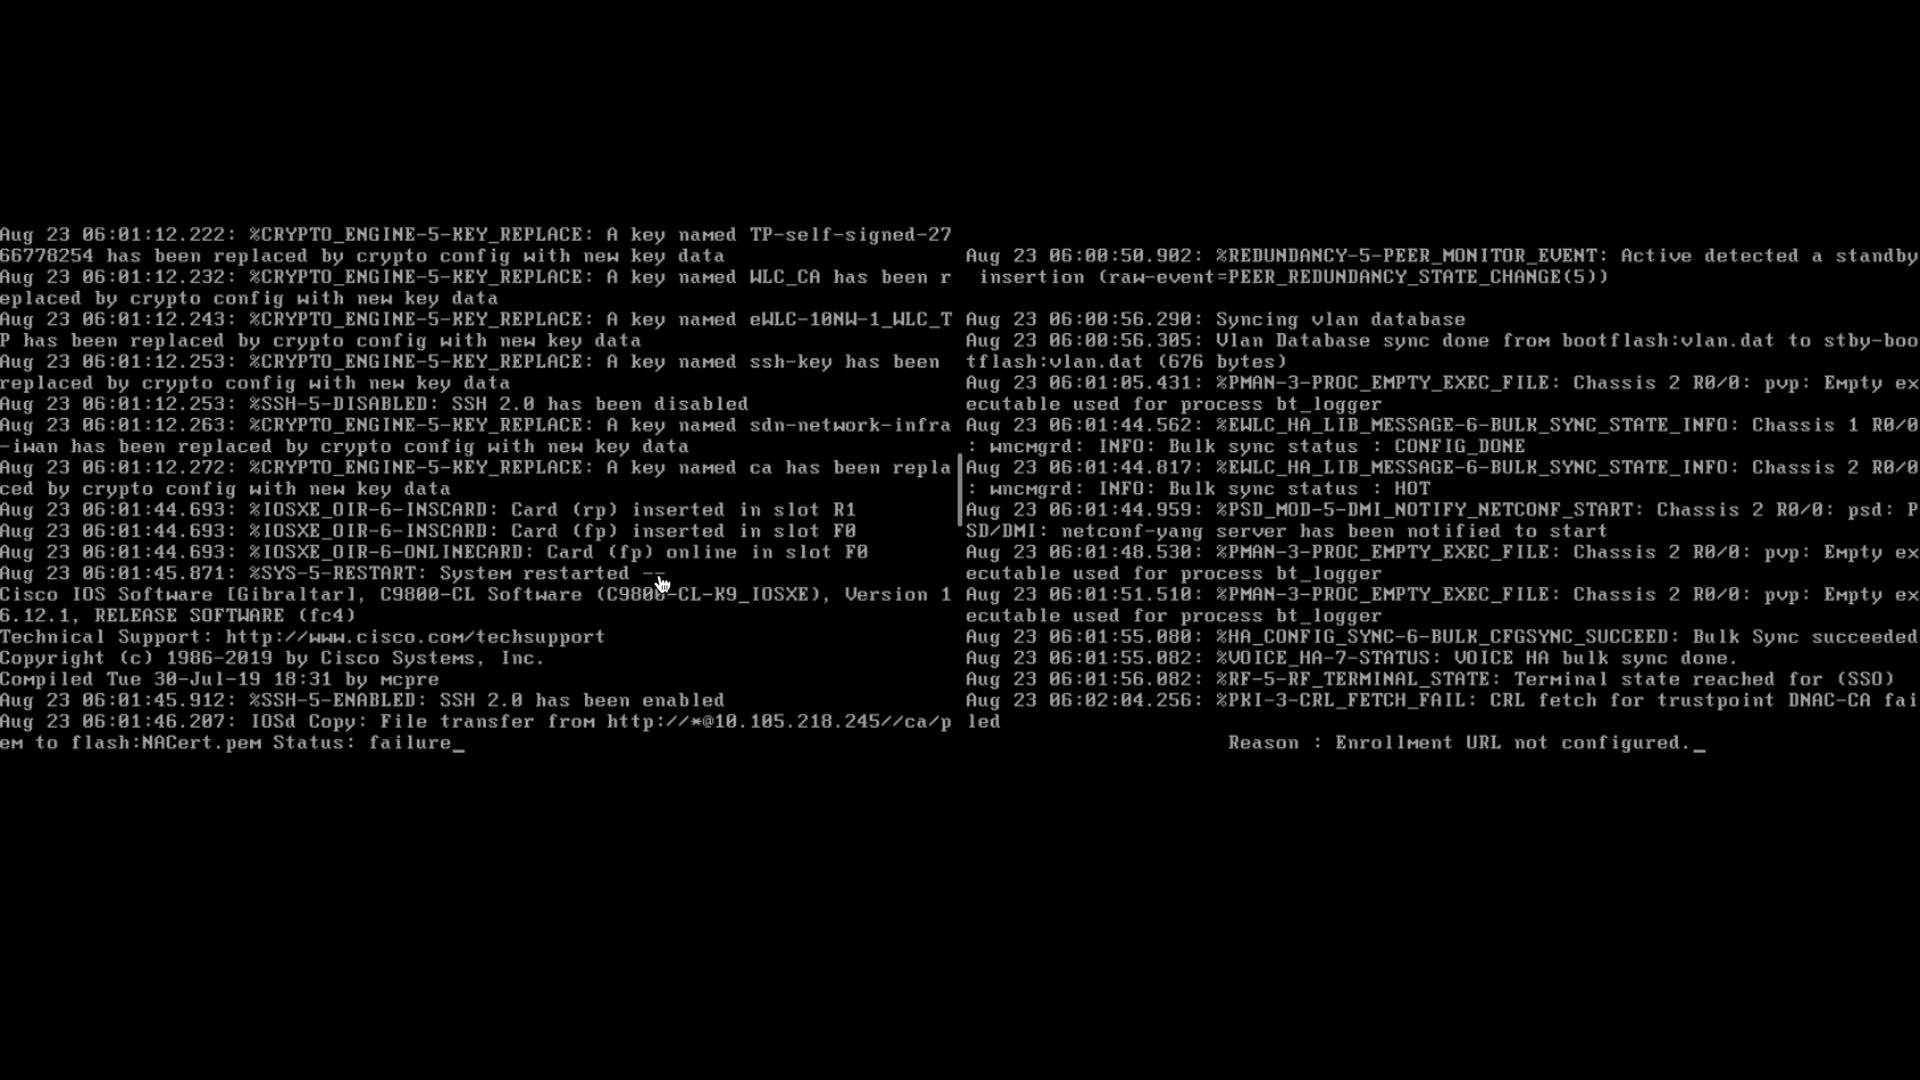 Aug 23 06:01:12.222: %CRYPTO_ENGINE-5-KEY_REPLACE: A key named TP-self-signed-27
66778254 has been replaced by crypto config with new key data
Aug 23 06:01:12.232: %CRYPTO_ENGINE-5-KEY_REPLACE: A key named WLC_CA has been r
eplaced by crypto config with new key data
Aug 23 06:01:12.243: %CRYPTO_ENGINE-5-KEY_REPLACE: A key named eWLC-10NW-1_WLC_T
P has been replaced by crypto config with new key data
Aug 23 06:01:12.253: %CRYPTO_ENGINE-5-KEY_REPLACE: A key named ssh-key has been
replaced by crypto config with new key data
Aug 23 06:01:12.253: %SSH-5-DISABLED: SSH 2.0 has been disabled
Aug 23 06:01:12.263: %CRYPTO_ENGINE-5-KEY_REPLACE: A key named sdn-network-infra
-iwan has been replaced by crypto config with new key data
Aug 23 06:01:12.272: %CRYPTO_ENGINE-5-KEY_REPLACE: A key named ca has been repla
ced by crypto config with new key data
Aug 23 06:01:44.693: %IOSXE_OIR-6-INSCARD: Card (rp) inserted in slot R1
Aug 23 06:01:44.693: %IOSXE_OIR-6-INSCARD: Card (fp) inserted in slot F0
Aug 23 06:01:44.693: %IOSXE_OIR-6-ONLINECARD: Card (fp) online in slot F0
Aug 23 06:01:45.871: %SYS-5-RESTART: System restarted --
Cisco IOS Software [Gibraltar], C9800-CL Software (C9800-CL-K9_IOSXE), Version 1
6.12.1, RELEASE SOFTWARE (fc4)
Technical Support: http://www.cisco.com/techsupport
Copyright (c) 1986-2019 by Cisco Systems, Inc.
Compiled Tue 30-Jul-19 18:31 by mcpre
Aug 23 06:01:45.912: %SSH-5-ENABLED: SSH 2.0 has been enabled
Aug 23 06:01:46.207: IOSd Copy: File transfer from http://*@10.105.218.245//ca/p
em to flash:NACert.pem Status: failure_
Aug 23 06:00:50.902: %REDUNDANCY-5-PEER_MONITOR_EVENT: Active detected a standby
insertion (raw-event=PEER_REDUNDANCY_STATE_CHANGE(5))
Aug 23 06:00:56.290: Syncing vlan database
Aug 23 06:00:56.305: Vlan Database sync done from bootflash:vlan.dat to stby-boo
tflash:vlan.dat (676 bytes)
Aug 23 06:01:05.431: %PMAN-3-PROC_EMPTY_EXEC_FILE: Chassis 2 R0/0: pvp: Empty ex
ecutable used for process bt_logger
Aug 23 06:01:44.562: %EWLC_HA_LIB_MESSAGE-6-BULK_SYNC_STATE_INFO: Chassis 1 R0/0
: wncmgrd: INFO: Bulk sync status : CONFIG_DONE
Aug 23 06:01:44.817: %EWLC_HA_LIB_MESSAGE-6-BULK_SYNC_STATE_INFO: Chassis 2 R0/0
: wncmgrd: INFO: Bulk sync status : HOT
Aug 23 06:01:44.959: %PSD_MOD-5-DMI_NOTIFY_NETCONF_START: Chassis 2 R0/0: psd: P
SD/DMI: netconf-yang server has been notified to start
Aug 23 06:01:48.530: %PMAN-3-PROC_EMPTY_EXEC_FILE: Chassis 2 R0/0: pvp: Empty ex
ecutable used for process bt_logger
Aug 23 06:01:51.510: %PMAN-3-PROC_EMPTY_EXEC_FILE: Chassis 2 R0/0: pvp: Empty ex
ecutable used for process bt_logger
Aug 23 06:01:55.080: %HA_CONFIG_SYNC-6-BULK_CFGSYNC_SUCCEED: Bulk Sync succeeded
Aug 23 06:01:55.082: %VOICE_HA-7-STATUS: VOICE HA bulk sync done.
Aug 23 06:01:56.082: %RF-5-RF_TERMINAL_STATE: Terminal state reached for (SSO)
Aug 23 06:02:04.256: %PKI-3-CRL_FETCH_FAIL: CRL fetch for trustpoint DNAC-CA fai
led
Reason : Enrollment URL not configured._